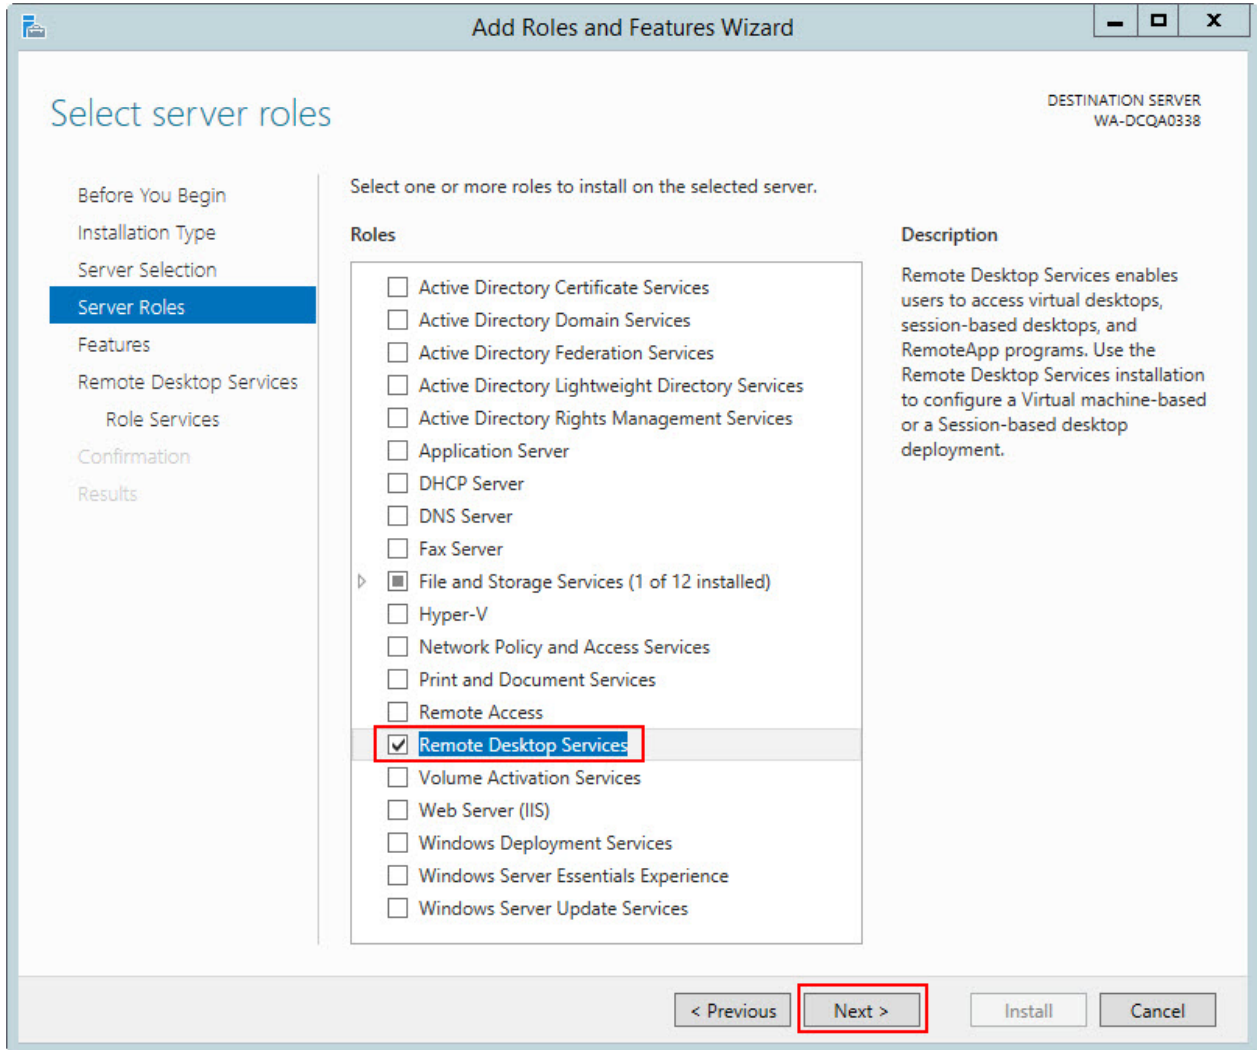 Add Roles and Features Wizard
Select server roles
DESTINATION SERVER
WA-DCQA0338
Before You Begin
Installation Type
Server Selection
Server Roles
Features
Remote Desktop Services
Role Services
Confirmation
Results
Select one or more roles to install on the selected server.
Roles
Active Directory Certificate Services
Active Directory Domain Services
Active Directory Federation Services
Active Directory Lightweight Directory Services
Active Directory Rights Management Services
Application Server
DHCP Server
DNS Server
Fax Server
File and Storage Services (1 of 12 installed)
Hyper-V
Network Policy and Access Services
Print and Document Services
Remote Access
Remote Desktop Services
Volume Activation Services
Web Server (IIS)
Windows Deployment Services
Windows Server Essentials Experience
Windows Server Update Services
Description
Remote Desktop Services enables
users to access virtual desktops,
session-based desktops, and
RemoteApp programs. Use the
Remote Desktop Services installation
to configure a Virtual machine-based
or a Session-based desktop
deployment.
< Previous
Next >
Install
Cancel